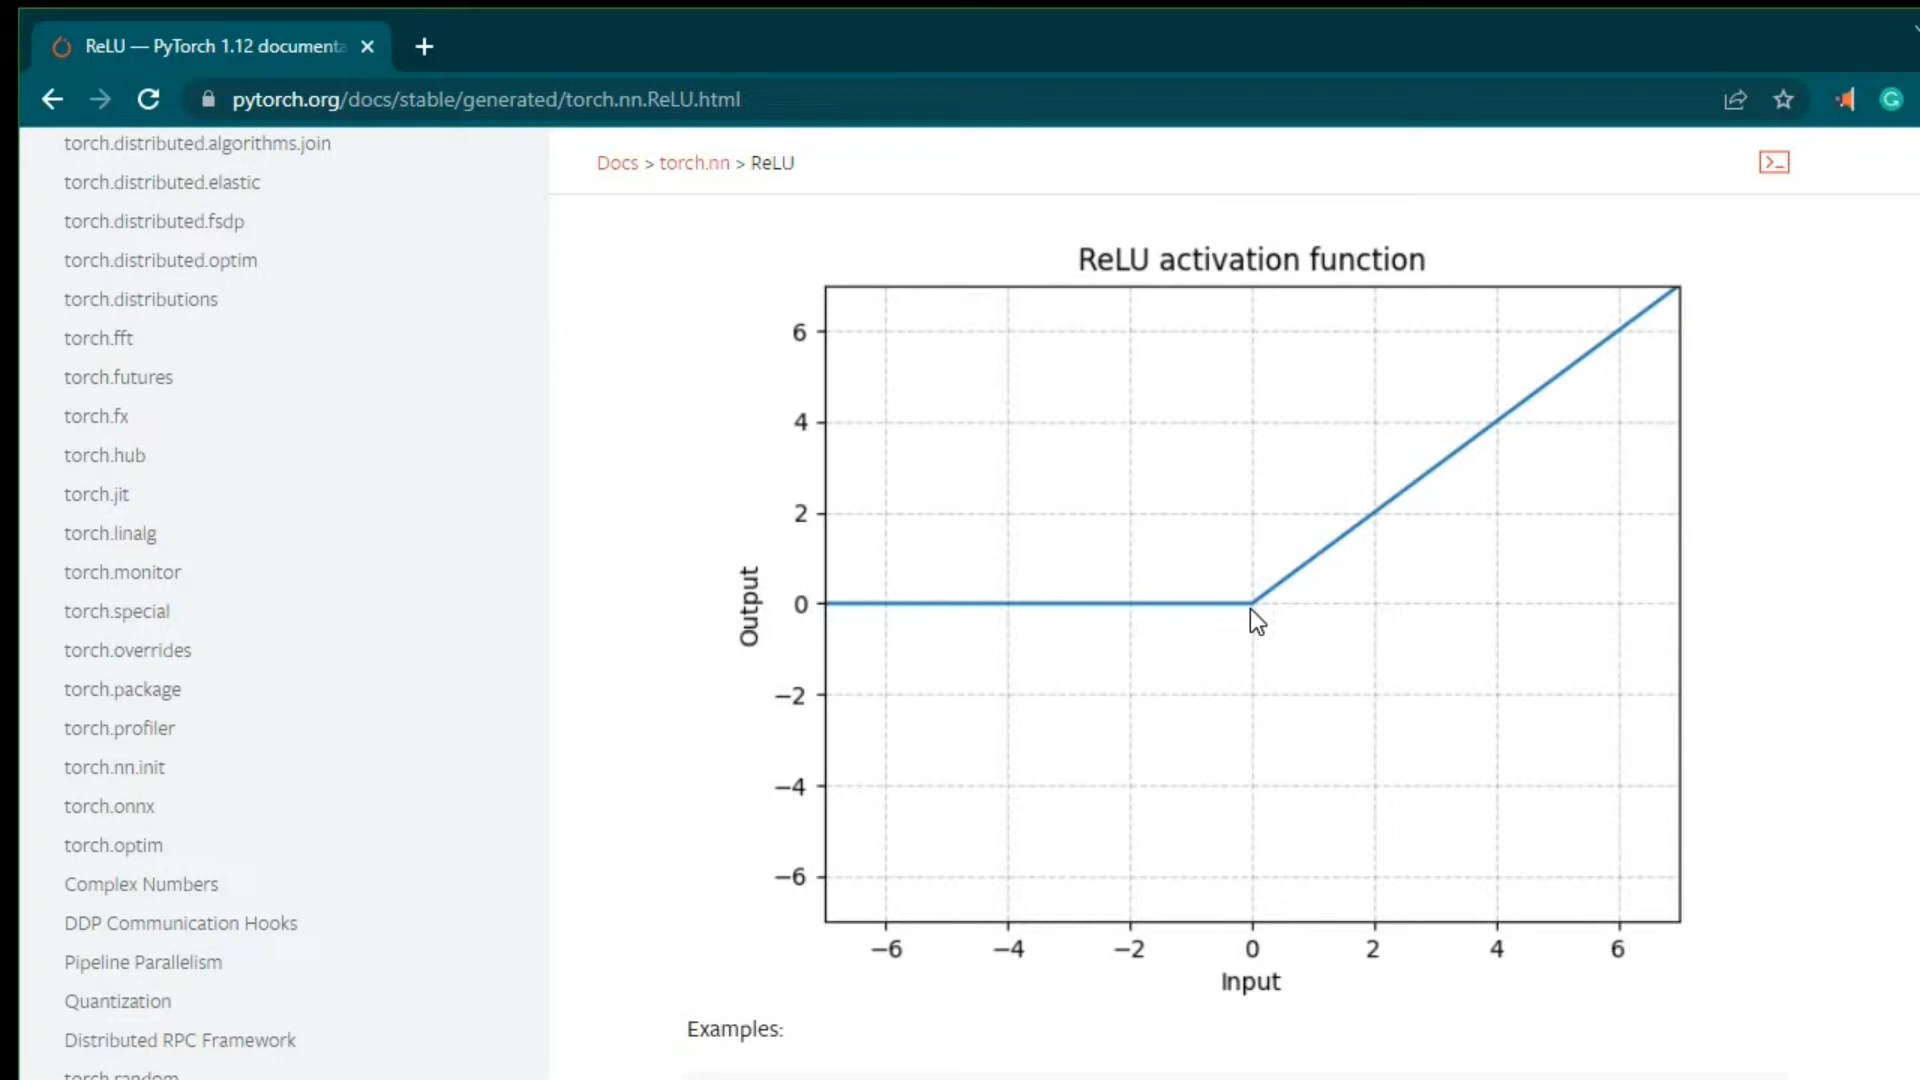 ReLU — PyTorch 1.12 documenta
pytorch.org/docs/stable/generated/torch.nn.ReLU.html
torch.distributed.algorithms.join
torch.distributed.elastic
torch.distributed.fsdp
torch.distributed.optim
torch.distributions
torch.fft
torch.futures
torch.fx
torch.hub
torch.jit
torch.linalg
torch.monitor
torch.special
torch.overrides
torch.package
torch.profiler
torch.nn.init
torch.onnx
torch.optim
Complex Numbers
DDP Communication Hooks
Pipeline Parallelism
Quantization
Distributed RPC Framework
torch.random
Docs > torch.nn > ReLU
ReLU activation function
6
4
2
0
−2
−4
−6
Output
−6 −4 −2 0 2 4 6
Input
Examples: